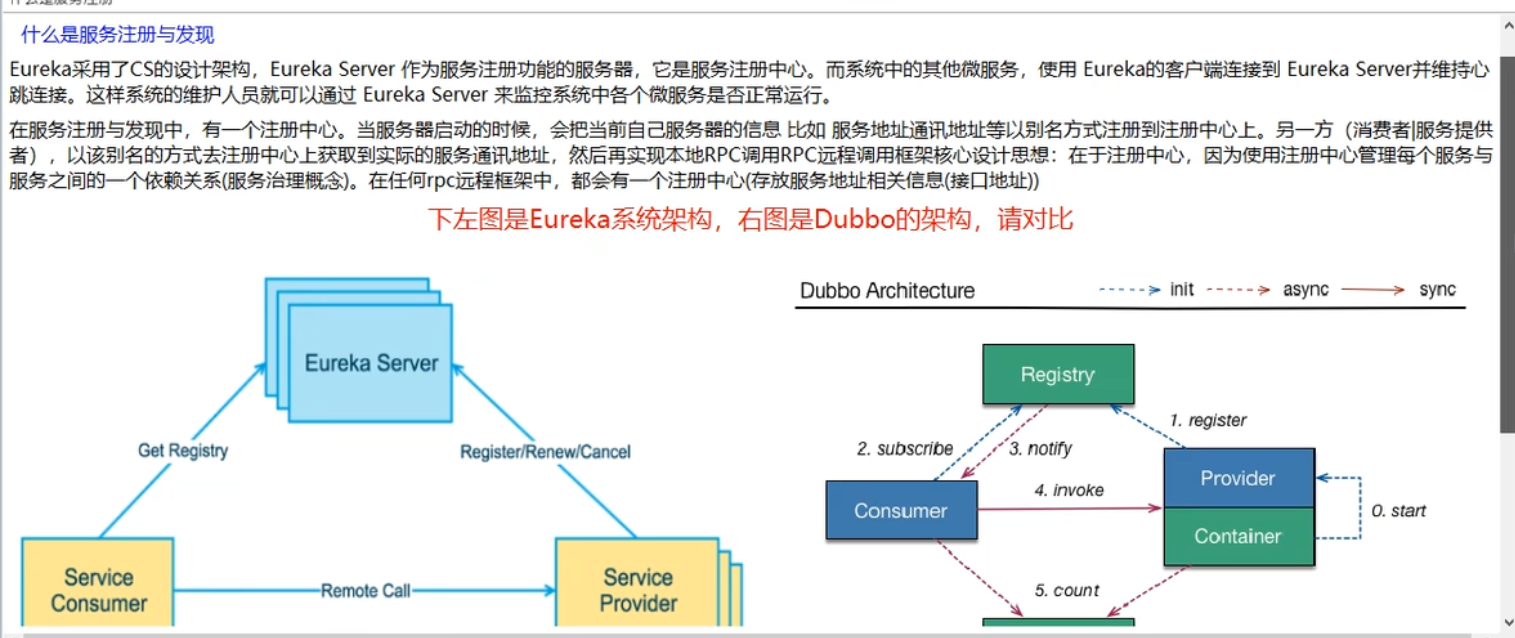 什么是服务注册
什么是服务注册与发现
Eureka采用了CS的设计架构，Eureka Server 作为服务注册功能的服务器，它是服务注册中心。而系统中的其他微服务，使用 Eureka的客户端连接到 Eureka Server并维持心
跳连接。这样系统的维护人员就可以通过 Eureka Server 来监控系统中各个微服务是否正常运行。
在服务注册与发现中，有一个注册中心。当服务器启动的时候，会把当前自己服务器的信息 比如 服务地址通讯地址等以别名方式注册到注册中心上。另一方（消费者|服务提供
者），以该别名的方式去注册中心上获取到实际的服务通讯地址，然后再实现本地RPC调用RPC远程调用框架核心设计思想：在于注册中心，因为使用注册中心管理每个服务与
服务之间的一个依赖关系(服务治理概念)。在任何rpc远程框架中，都会有一个注册中心(存放服务地址相关信息(接口地址))
下左图是Eureka系统架构，右图是Dubbo的架构，请对比
Eureka Server
Get Registry
Register/Renew/Cancel
Service
Consumer
Remote Call
Service
Provider
Dubbo Architecture
init
async
sync
Registry
1. register
2. subscribe
3. notify
Provider
4. invoke
Consumer
0. start
Container
5. count